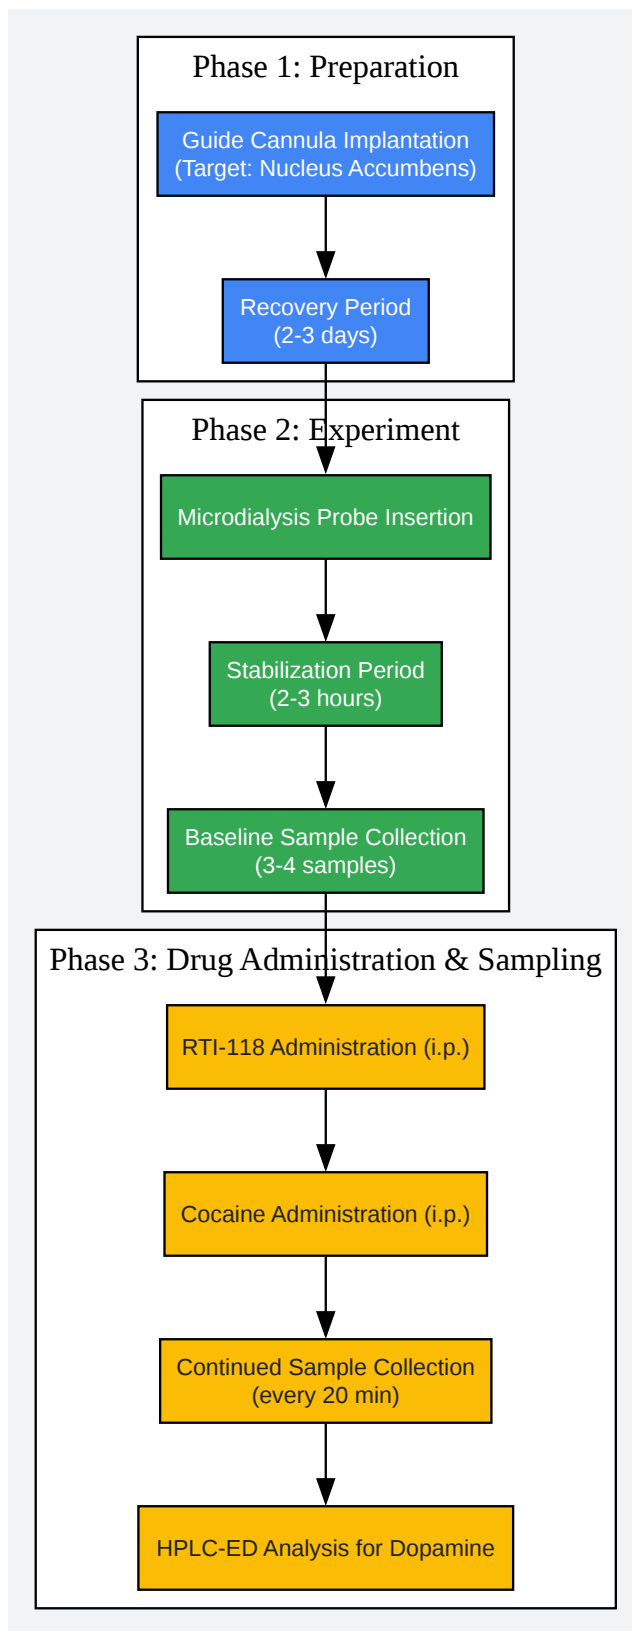 Phase 1: Preparation
Guide Cannula Implantation
(Target: Nucleus Accumbens)
Recovery Period
(2-3 days)
Phase 2: Experiment
Microdialysis Probe Insertion
Stabilization Period
(2-3 hours)
Baseline Sample Collection
(3-4 samples)
Phase 3: Drug Administration & Sampling
RTI-118 Administration (i.p.)
Cocaine Administration (i.p.)
Continued Sample Collection
(every 20 min)
HPLC-ED Analysis for Dopamine